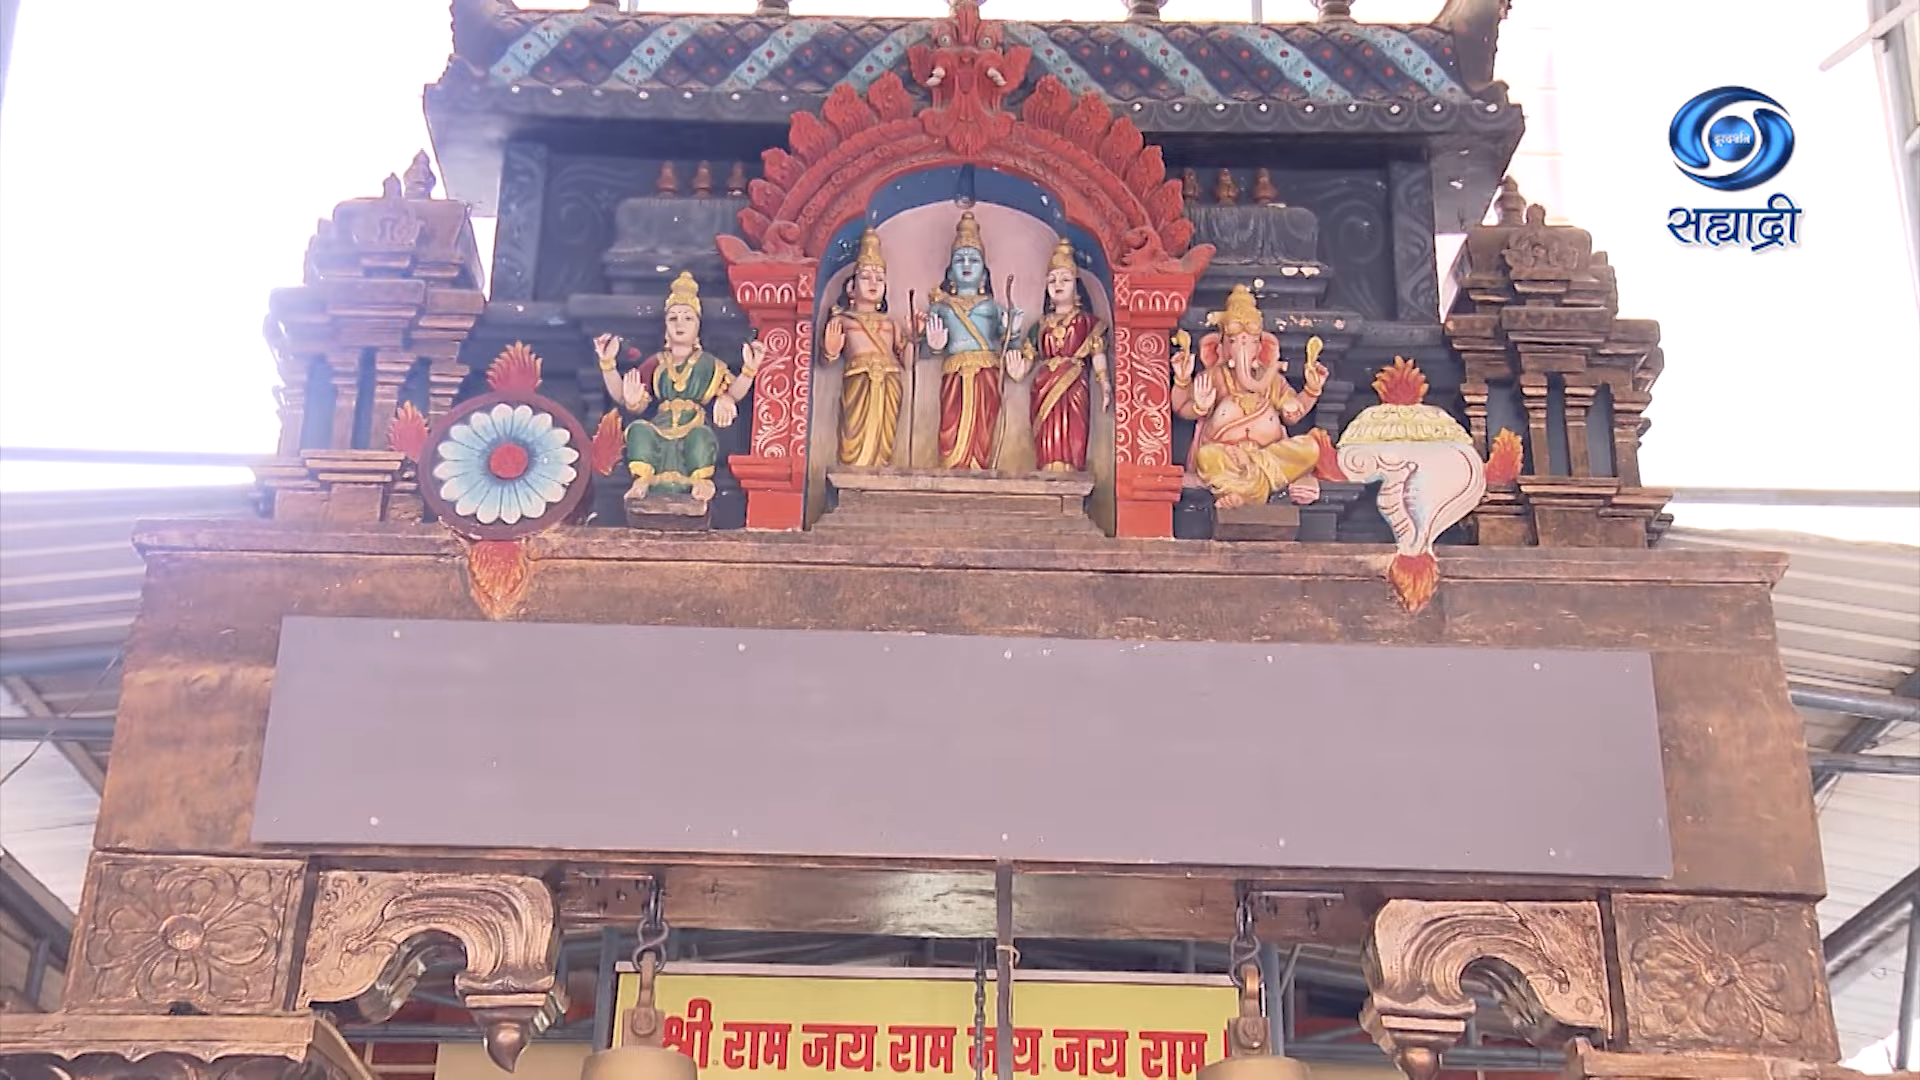 दूरदर्शन
सह्याद्री
श्री राम जय राम जय जय राम